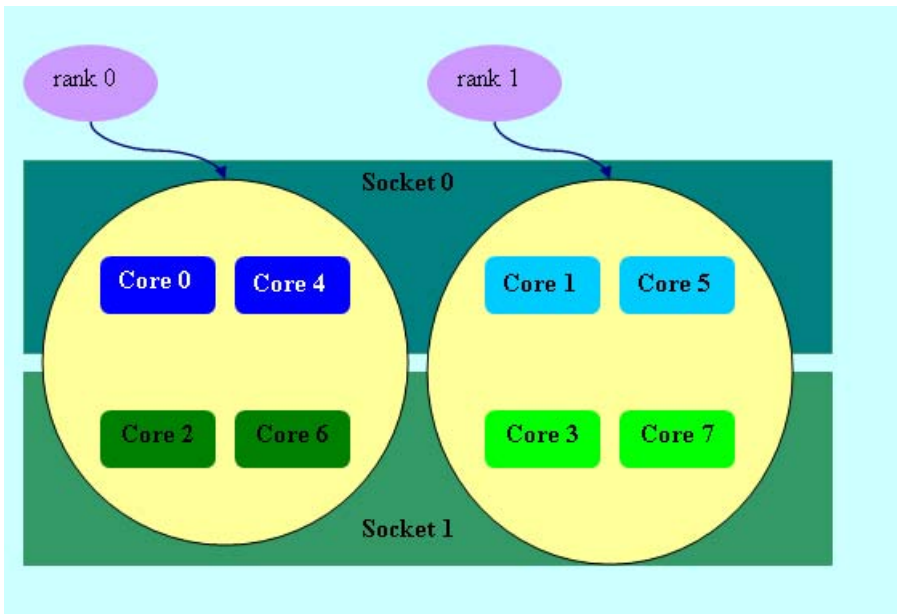 rank 0
rank 1
Socket 0
Core 0
Core 4
Core 1
Core 5
Core 2
Core 6
Core 3
Core 7
Socket 1